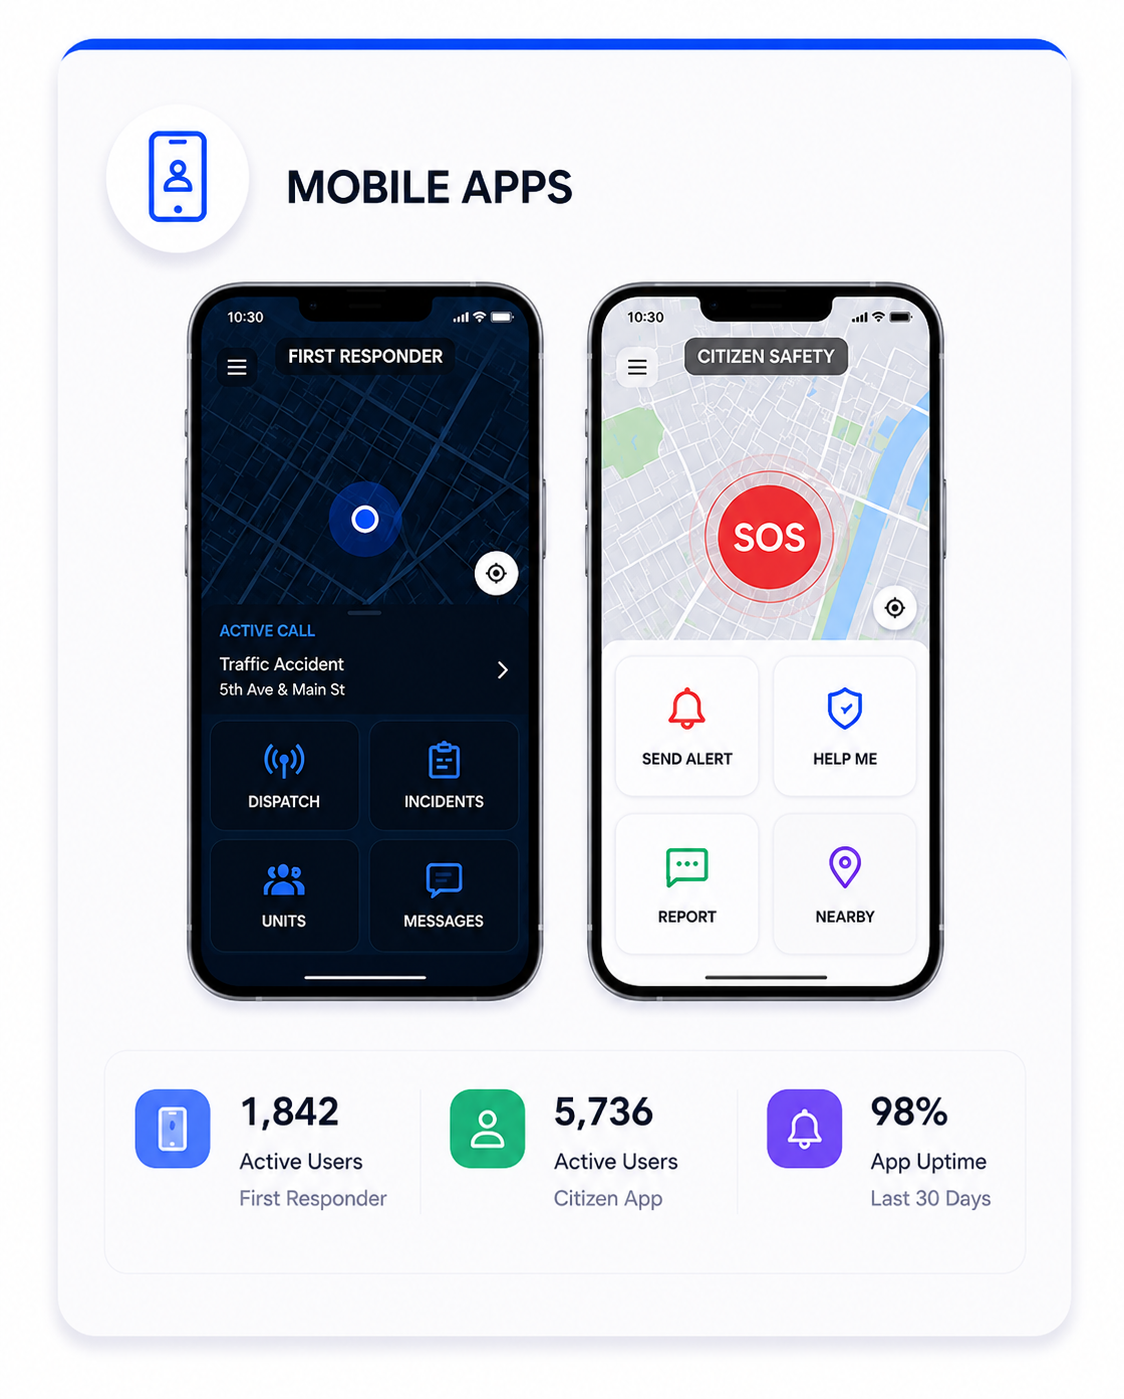 MOBILE APPS
10:30
FIRST RESPONDER
ACTIVE CALL
Traffic Accident
5th Ave & Main St
DISPATCH
INCIDENTS
UNITS
MESSAGES
10:30
CITIZEN SAFETY
SOS
SEND ALERT
HELP ME
REPORT
NEARBY
1,842
Active Users
First Responder
5,736
Active Users
Citizen App
98%
App Uptime
Last 30 Days